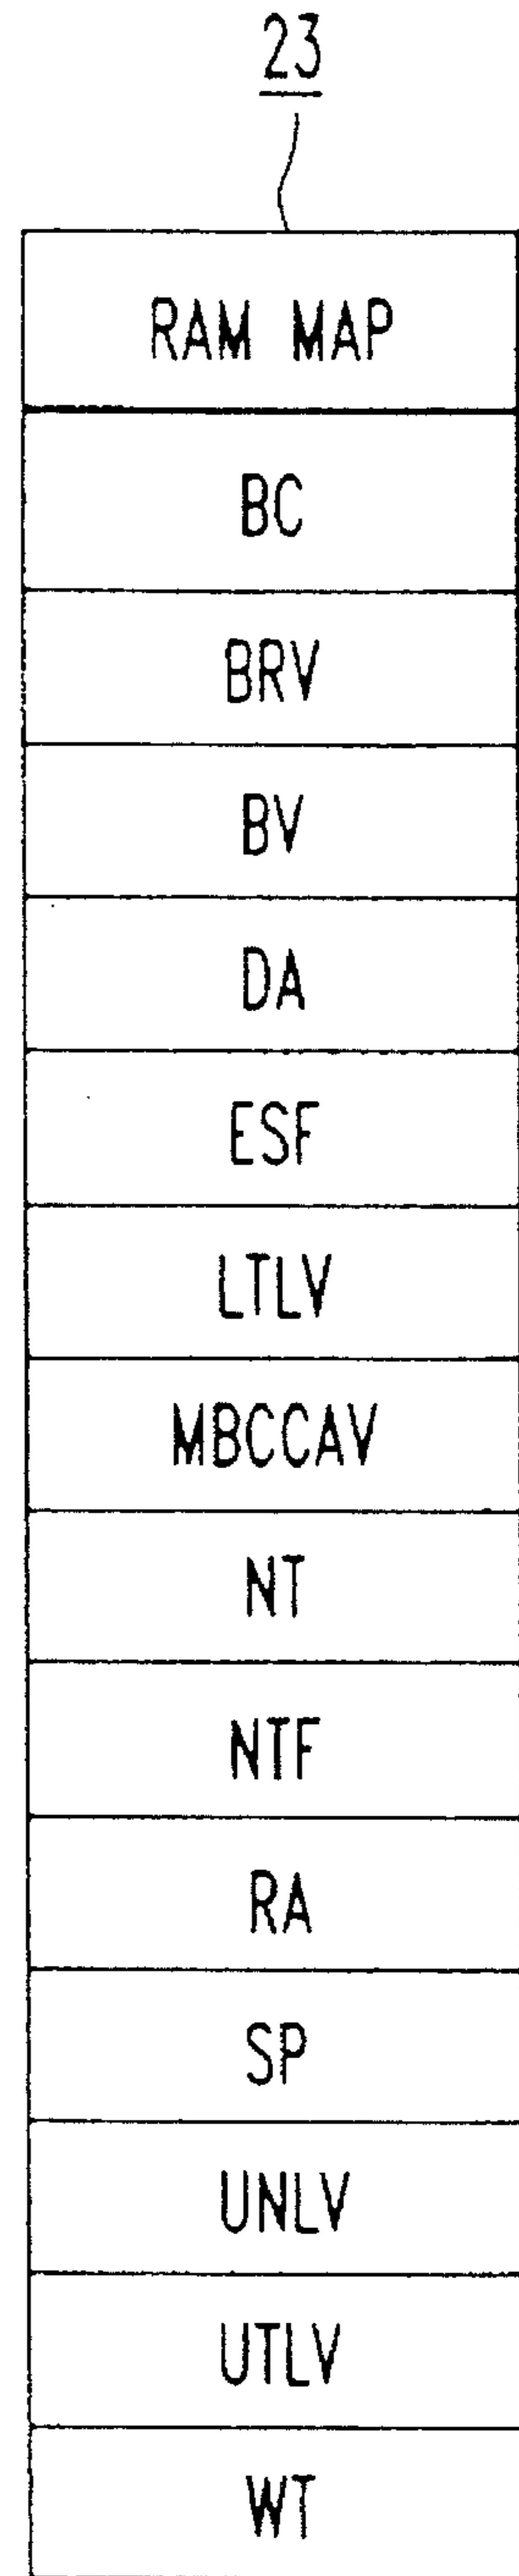 23
RAM MAP
BC
BRV
BV
DA
ESF
LTLV
MBCCAV
NT
NTF
RA
SP
UNLV
UTLV
WT